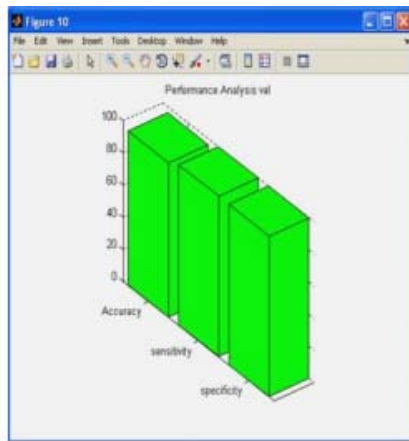 Figure 10
File Edit View Insert Tools Desktop Window Help
Performance Analysis val
100
80
60
40
20
0
Accuracy
sensitivity
specificity